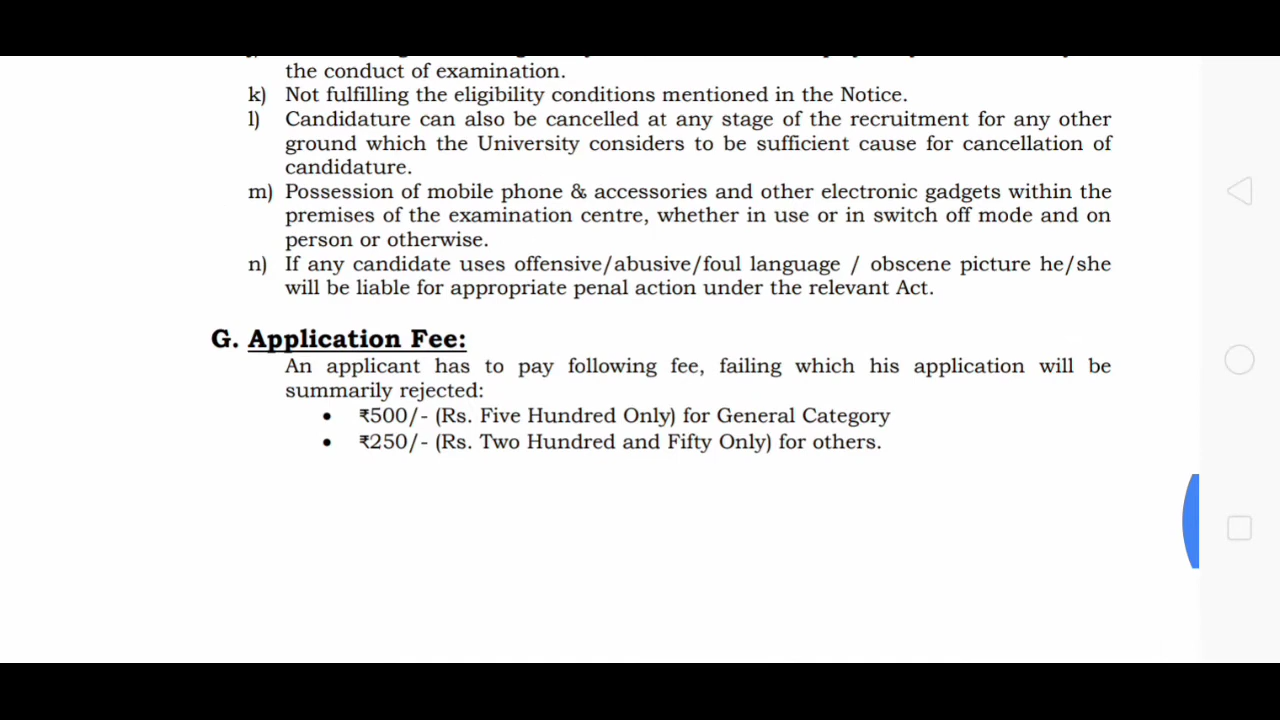 the conduct of examination.
k) Not fulfilling the eligibility conditions mentioned in the Notice.
l) Candidature can also be cancelled at any stage of the recruitment for any other
ground which the University considers to be sufficient cause for cancellation of
candidature.
m) Possession of mobile phone & accessories and other electronic gadgets within the
premises of the examination centre, whether in use or in switch off mode and on
person or otherwise.
n) If any candidate uses offensive/abusive/foul language / obscene picture he/she
will be liable for appropriate penal action under the relevant Act.
G. Application Fee:
An applicant has to pay following fee, failing which his application will be
summarily rejected:
• ₹500/- (Rs. Five Hundred Only) for General Category
• ₹250/- (Rs. Two Hundred and Fifty Only) for others.